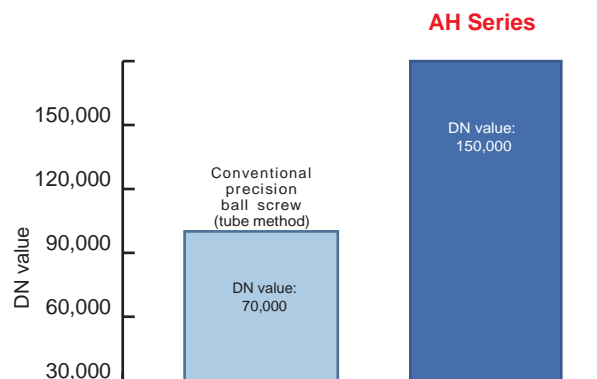 AH Series
150,000
DN value:
150,000
120,000
Conventional
precision
ball screw
(tube method)
90,000
DN value
DN value:
70,000
60,000
30,000